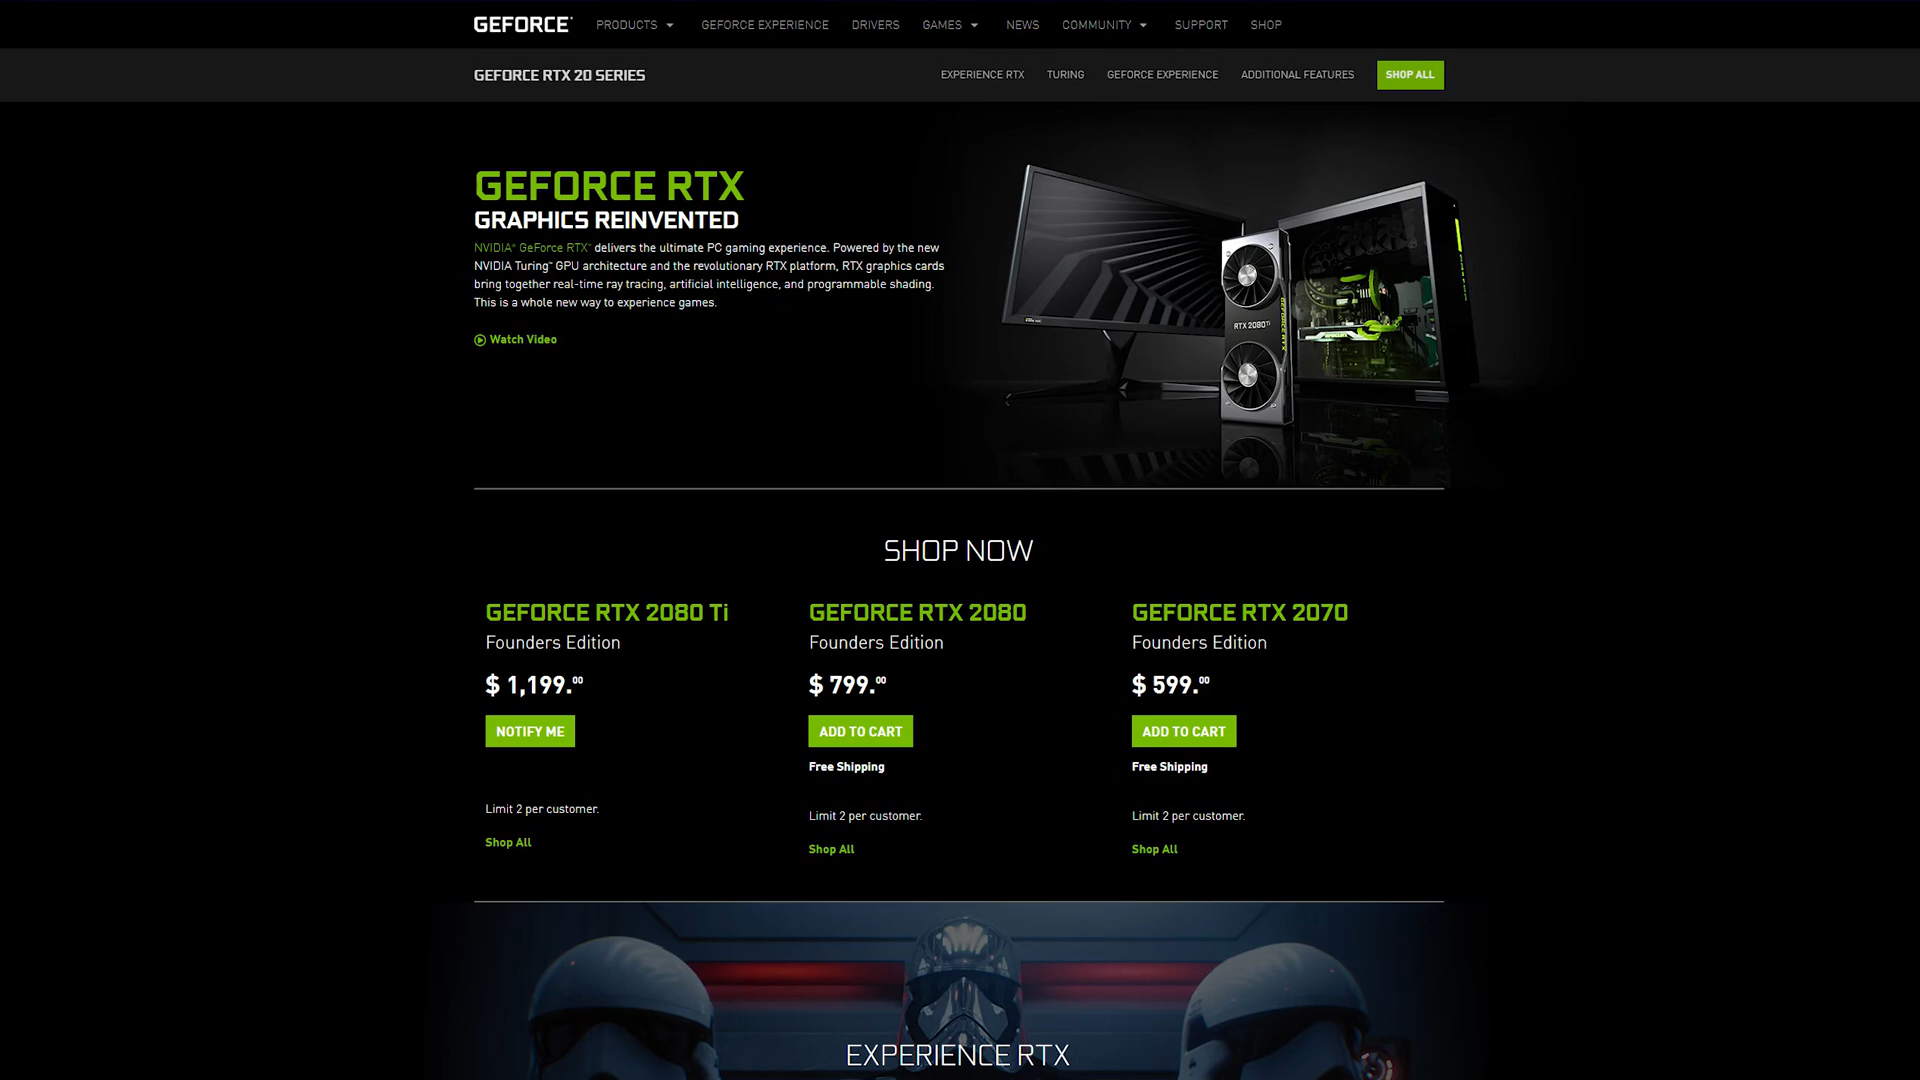 GEFORCE
PRODUCTS
GEFORCE EXPERIENCE
DRIVERS
GAMES
NEWS
COMMUNITY
SUPPORT
SHOP
GEFORCE RTX 20 SERIES
EXPERIENCE RTX
TURING
GEFORCE EXPERIENCE
ADDITIONAL FEATURES
SHOP ALL
GEFORCE RTX
GRAPHICS REINVENTED
NVIDIA® GeForce RTX™ delivers the ultimate PC gaming experience. Powered by the new
NVIDIA Turing™ GPU architecture and the revolutionary RTX platform, RTX graphics cards
bring together real-time ray tracing, artificial intelligence, and programmable shading.
This is a whole new way to experience games.
Watch Video
RTX 2080Ti
GEFORCE RTX
SHOP NOW
GEFORCE RTX 2080 Ti
Founders Edition
$ 1,199.00
NOTIFY ME
Limit 2 per customer.
Shop All
GEFORCE RTX 2080
Founders Edition
$ 799.00
ADD TO CART
Free Shipping
Limit 2 per customer.
Shop All
GEFORCE RTX 2070
Founders Edition
$ 599.00
ADD TO CART
Free Shipping
Limit 2 per customer.
Shop All
EXPERIENCE RTX